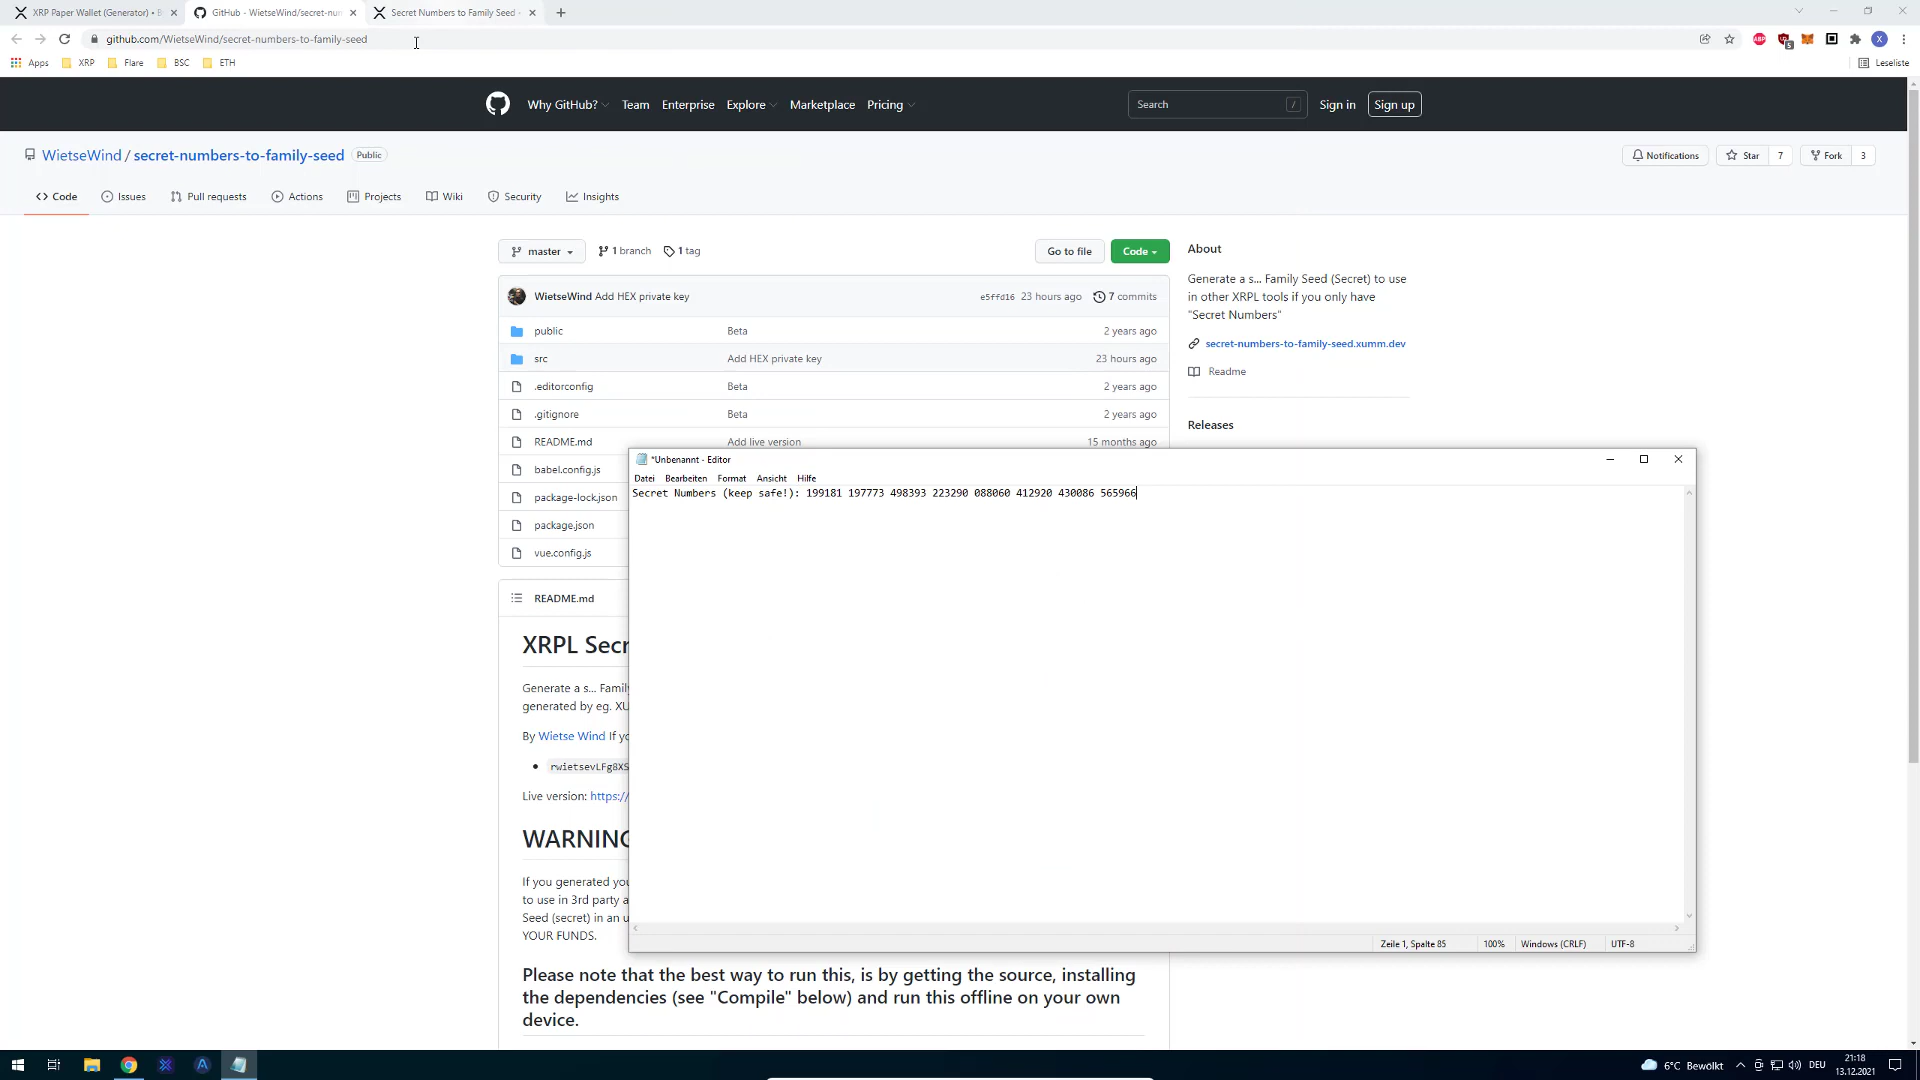 XRP Paper Wallet (Generator) •
GitHub - WietseWind/secret-num
Secret Numbers to Family Seed -
github.com/WietseWind/secret-numbers-to-family-seed
Apps
XRP
Flare
BSC
ETH
Leseliste
Why GitHub?
Team
Enterprise
Explore
Marketplace
Pricing
Search
/
Sign in
Sign up
WietseWind / secret-numbers-to-family-seed
Public
Notifications
Star
7
Fork
3
Code
Issues
Pull requests
Actions
Projects
Wiki
Security
Insights
master
1 branch
1 tag
Go to file
Code
About
Generate a s... Family Seed (Secret) to use
in other XRPL tools if you only have
"Secret Numbers"
secret-numbers-to-family-seed.xumm.dev
Readme
Releases
WietseWind Add HEX private key
e5ffd16 23 hours ago
7 commits
public
Beta
2 years ago
src
Add HEX private key
23 hours ago
.editorconfig
Beta
2 years ago
.gitignore
Beta
2 years ago
README.md
Add live version
15 months ago
babel.config.js
package-lock.json
package.json
vue.config.js
README.md
XRPL Secr
Generate a s... Family
generated by eg. XU
By Wietse Wind If yo
rwietsevLFg8XS
Live version: https://
WARNING
If you generated you
to use in 3rd party a
Seed (secret) in an u
YOUR FUNDS.
Please note that the best way to run this, is by getting the source, installing
the dependencies (see "Compile" below) and run this offline on your own
device.
*Unbenannt - Editor
Datei Bearbeiten Format Ansicht Hilfe
Secret Numbers (keep safe!): 199181 197773 498393 223290 088060 412920 430086 565966
Zeile 1, Spalte 85
100%
Windows (CRLF)
UTF-8
6°C Bewolkt
DEU
21:18
13.12.2021